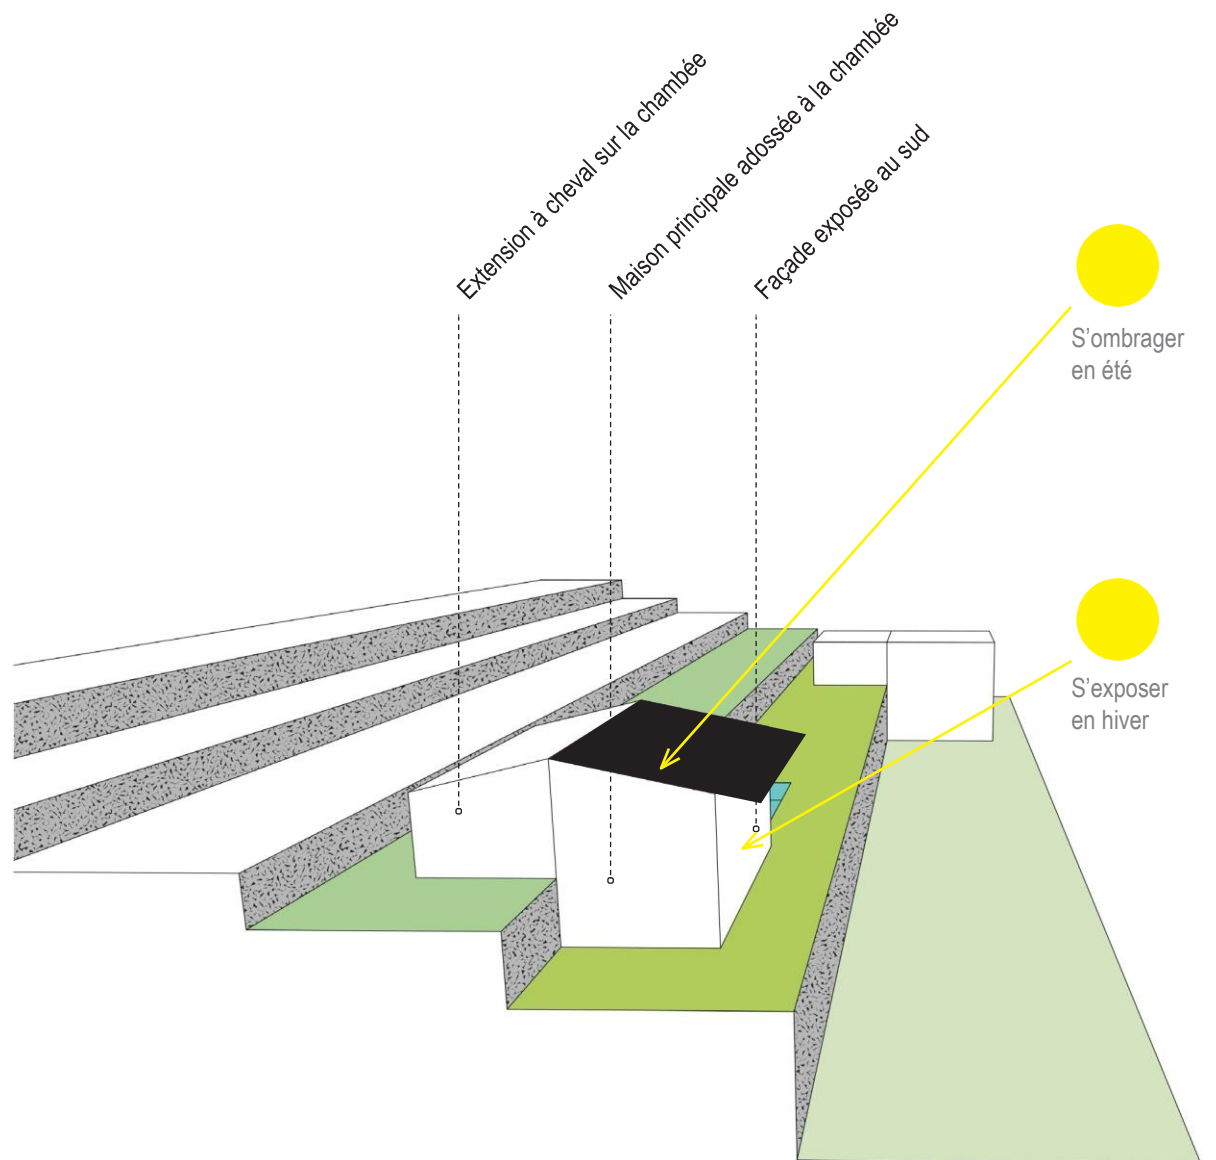 Extension à cheval sur la chambée
Maison principale adossée à la chambée
Façade exposée au sud
S'ombrager
en été
S'exposer
en hiver